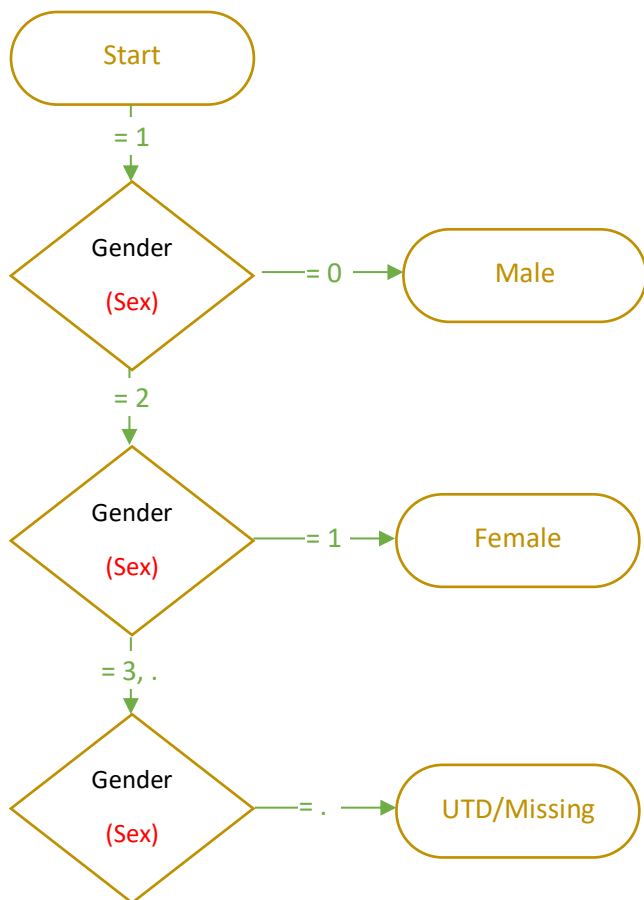 Start
= 1
Gender
(Sex)
= 0
Male
= 2
Gender
(Sex)
= 1
Female
= 3, .
Gender
(Sex)
= .
UTD/Missing